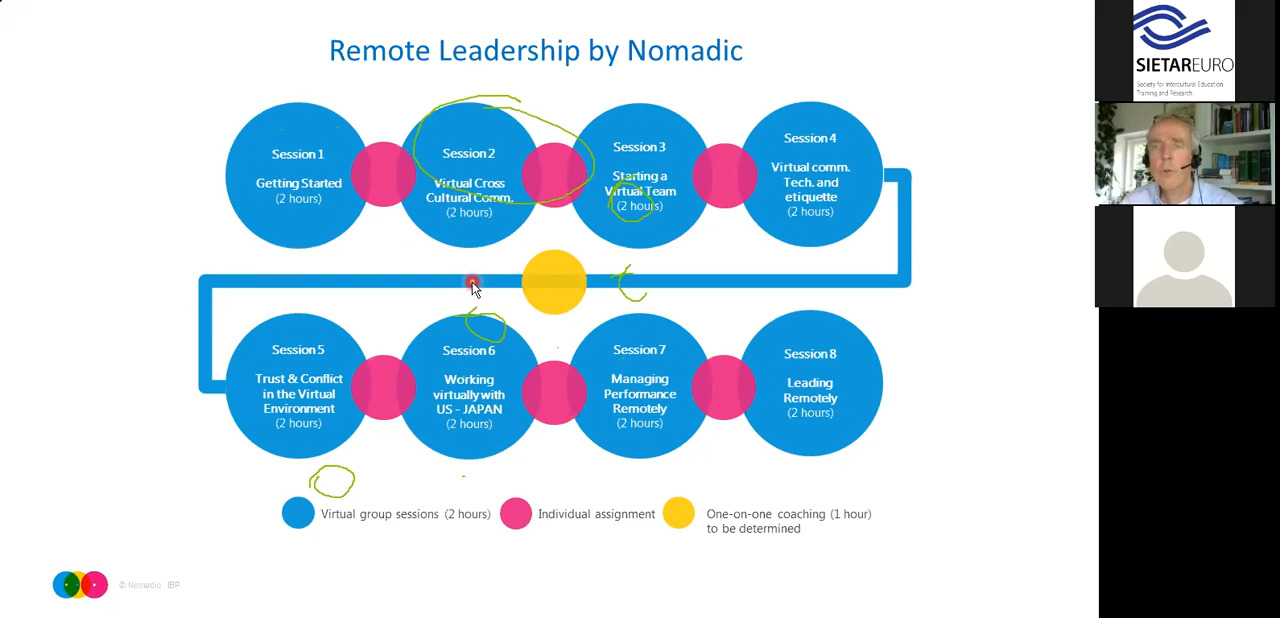 Remote Leadership by Nomadic
Session 1
Getting Started
(2 hours)
Session 2
Virtual Cross
Cultural Comm.
(2 hours)
Session 3
Starting a
Virtual Team
(2 hours)
Session 4
Virtual comm.
Tech. and
etiquette
(2 hours)
Session 5
Trust & Conflict
in the Virtual
Environment
(2 hours)
Session 6
Working
virtually with
US - JAPAN
(2 hours)
Session 7
Managing
Performance
Remotely
(2 hours)
Session 8
Leading
Remotely
(2 hours)
Virtual group sessions (2 hours)
Individual assignment
One-on-one coaching (1 hour)
to be determined
© Nomadic IBP
SIETAREURO
Society for Intercultural Education
Training and Research